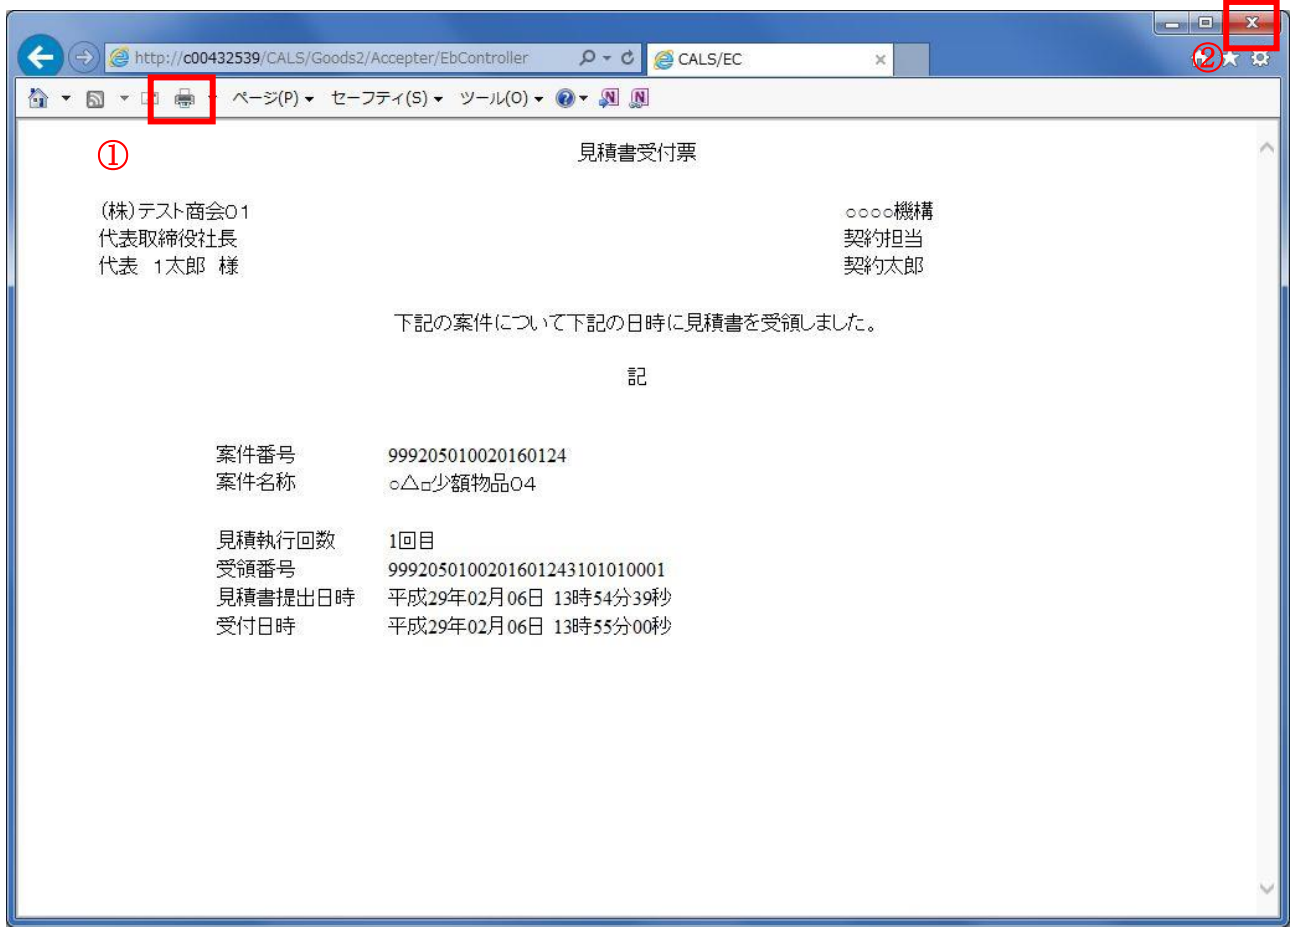 http://c00432539/CALS/Goods2/Accepter/EbController
CALS/EC
②
ページ(P) セーフティ(S) ツール(O)
①
見積書受付票
(株)テスト商会01
○○○○機構
代表取締役社長
契約担当
代表 1太郎 様
契約太郎
下記の案件について下記の日時に見積書を受領しました。
記
案件番号 999205010020160124
案件名称 ○△□少額物品04
見積執行回数 1回目
受領番号 9992050100201601243101010001
見積書提出日時 平成29年02月06日 13時54分39秒
受付日時 平成29年02月06日 13時55分00秒